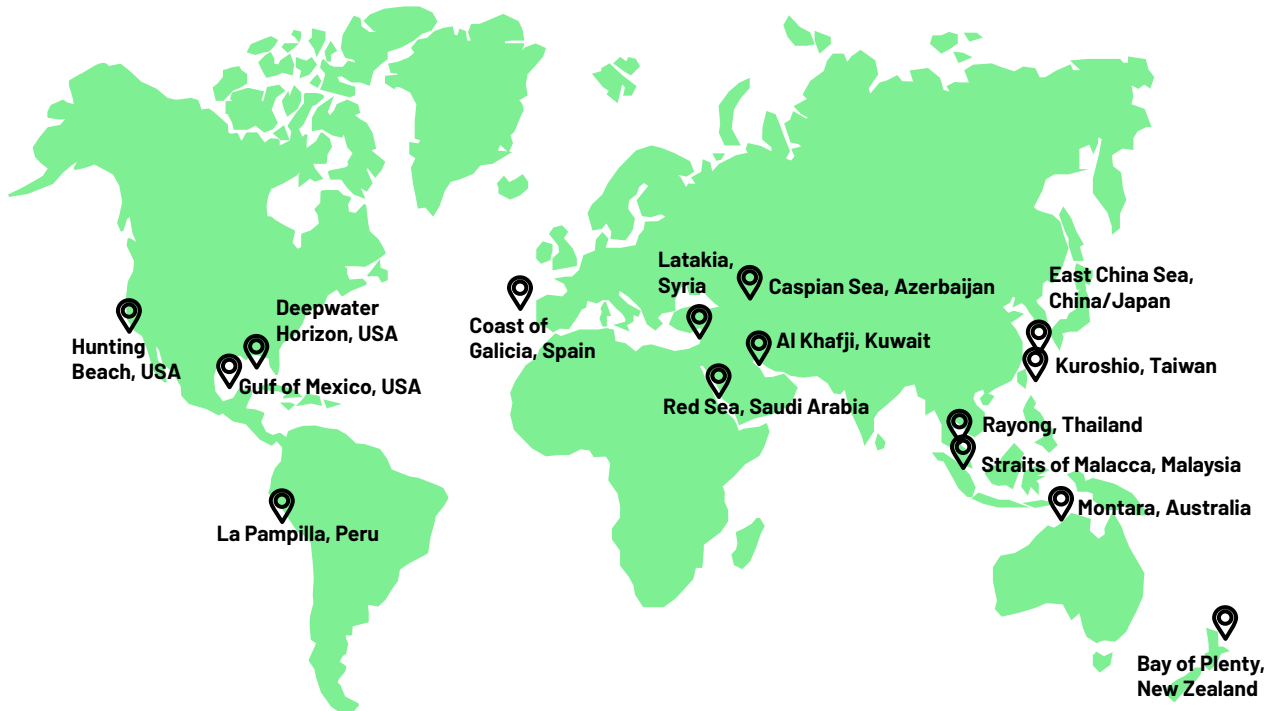 Latakia,
Syria
Caspian Sea, Azerbaijan
East China Sea,
China/Japan
Deepwater
Horizon, USA
Coast of
Galicia, Spain
Al Khafji, Kuwait
Hunting
Beach, USA
Kuroshio, Taiwan
Gulf of Mexico, USA
Red Sea, Saudi Arabia
Rayong, Thailand
Straits of Malacca, Malaysia
Montara, Australia
La Pampilla, Peru
Bay of Plenty,
New Zealand